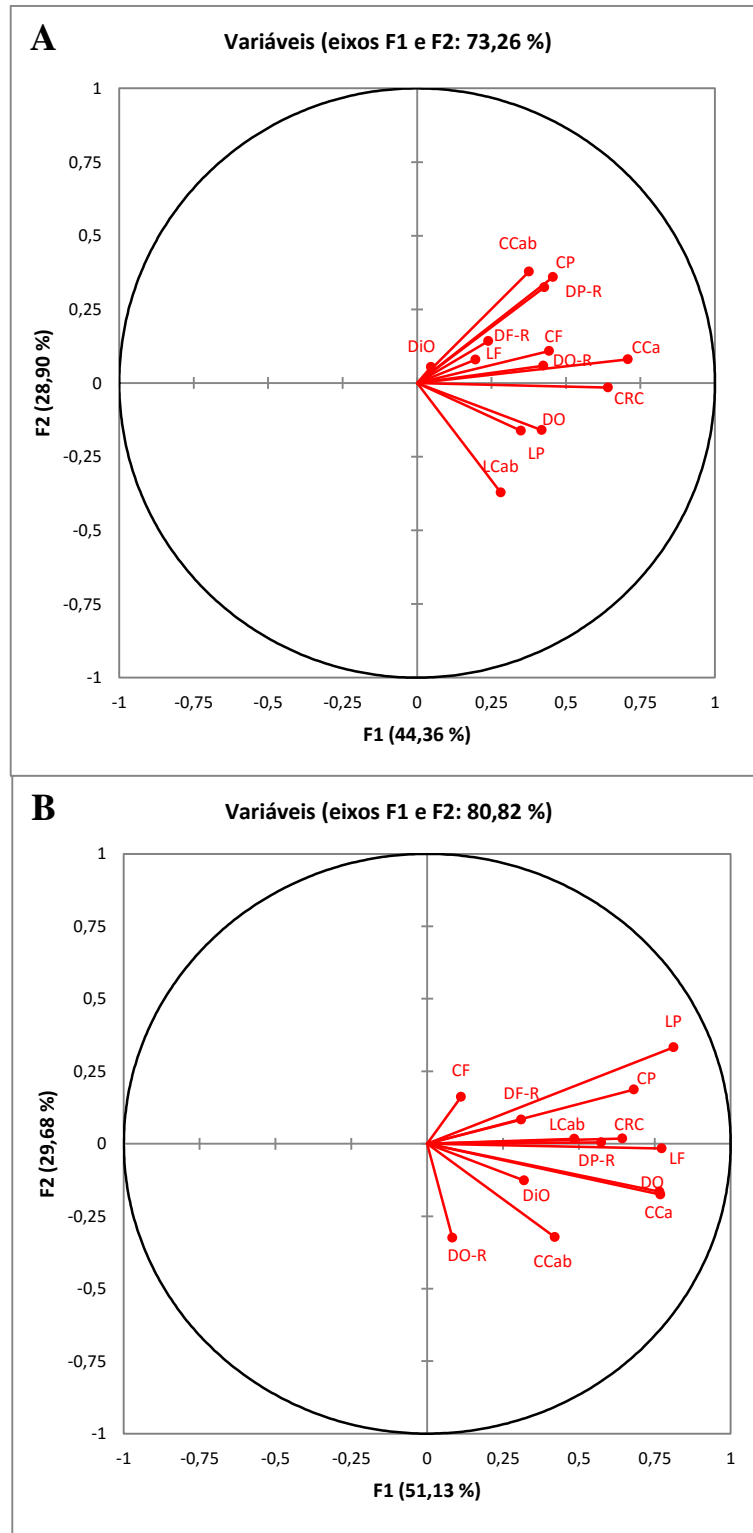 A
Variáveis (eixos F1 e F2: 73,26 %)
1
0,75
0,5
0,25
0
-0,25
-0,5
-0,75
-1
F2 (28,90 %)
CCab
CP
DP-R
DF-R
CF
DiO
LF
DO-R
CCa
CRC
DO
LP
LCab
-1 -0,75 -0,5 -0,25 0 0,25 0,5 0,75 1
F1 (44,36 %)
B
Variáveis (eixos F1 e F2: 80,82 %)
1
0,75
0,5
0,25
0
-0,25
-0,5
-0,75
-1
F2 (29,68 %)
LP
CF
CP
DF-R
LCab
CRC
DP-R
LF
DO
DiO
CCa
DO-R
CCab
-1 -0,75 -0,5 -0,25 0 0,25 0,5 0,75 1
F1 (51,13 %)